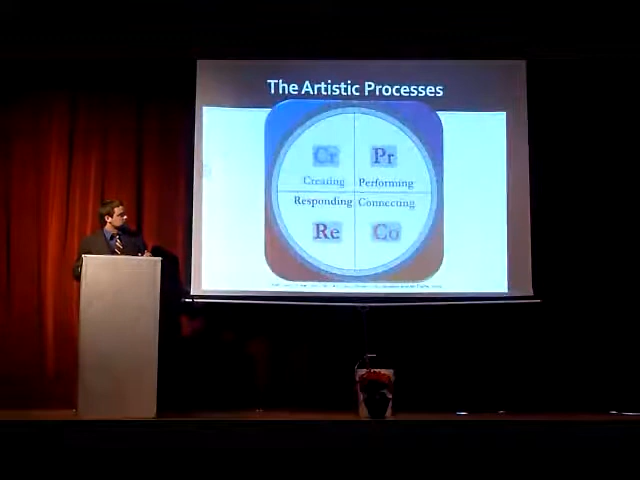 The Artistic Processes
Cr Pr
Creating Performing
Responding Connecting
Re Co